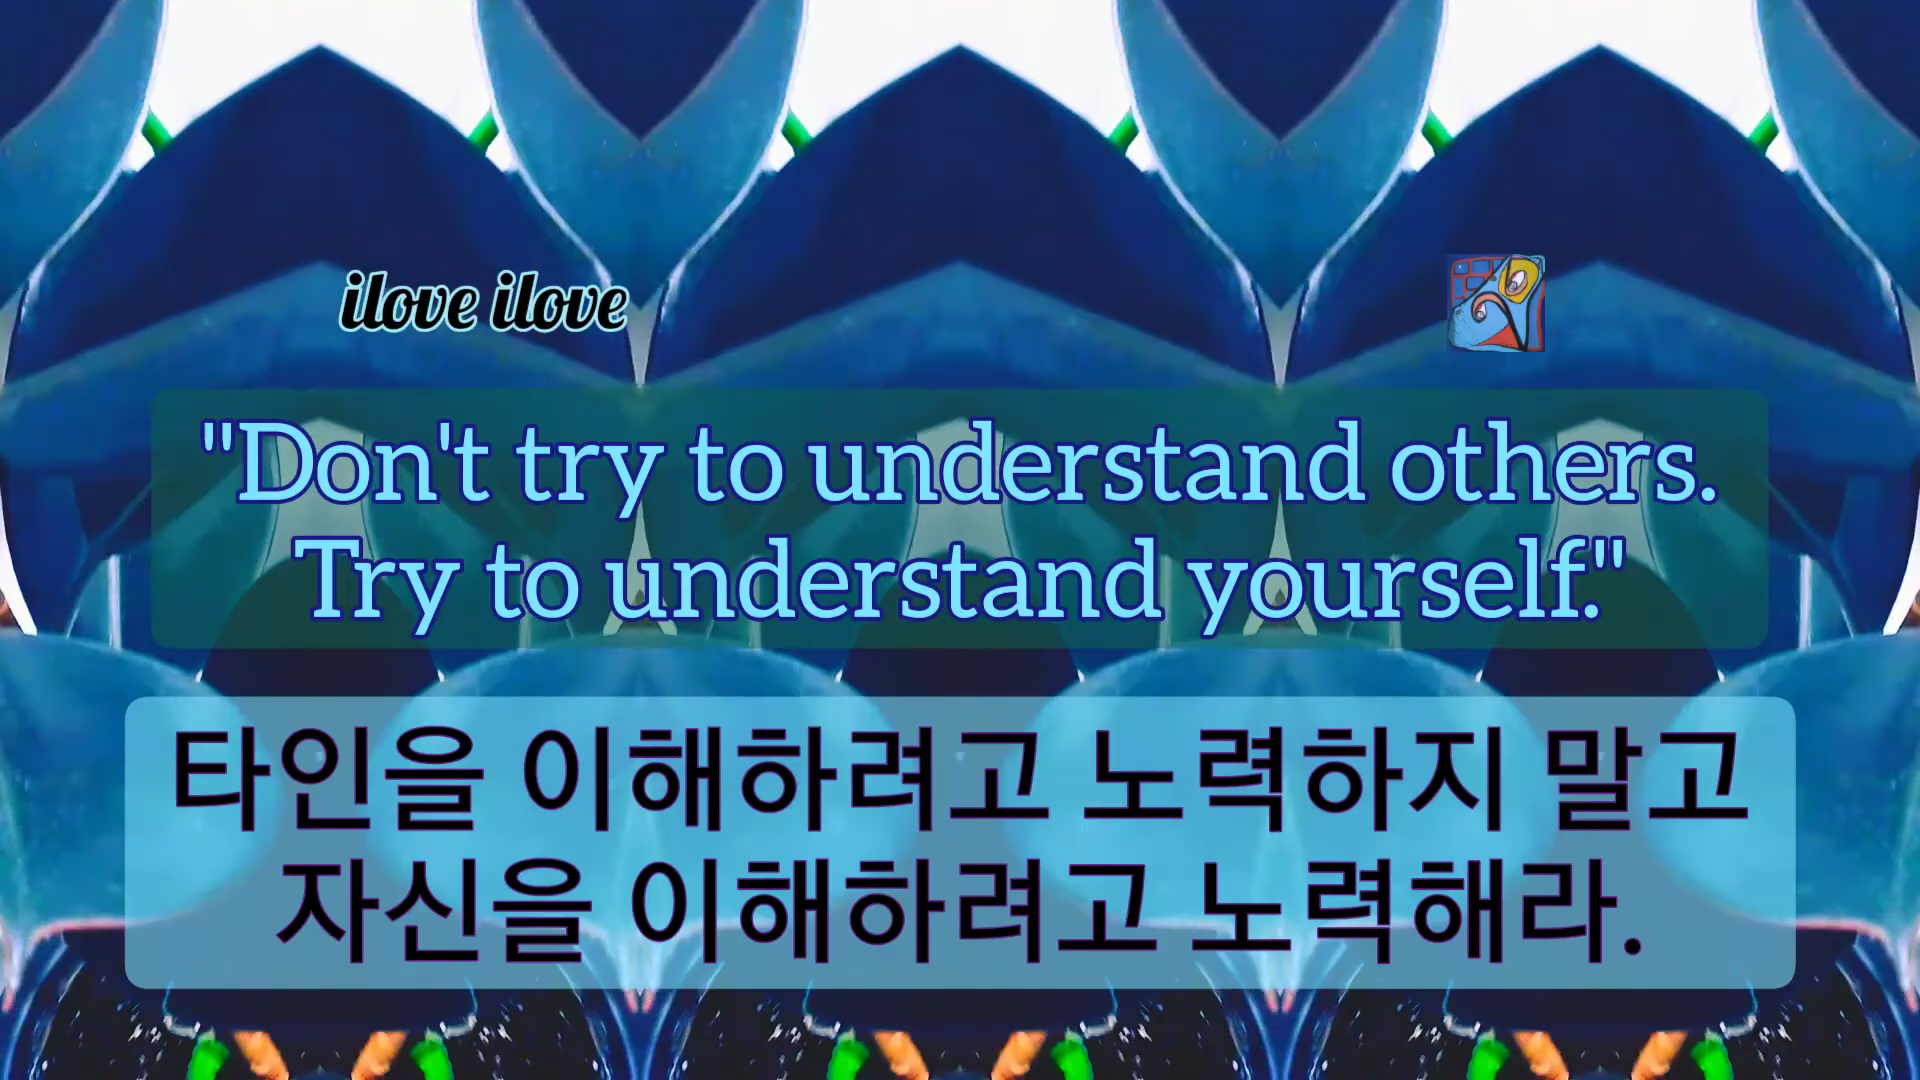 ilove ilove
"Don't try to understand others.
Try to understand yourself."
타인을 이해하려고 노력하지 말고
자신을 이해하려고 노력해라.